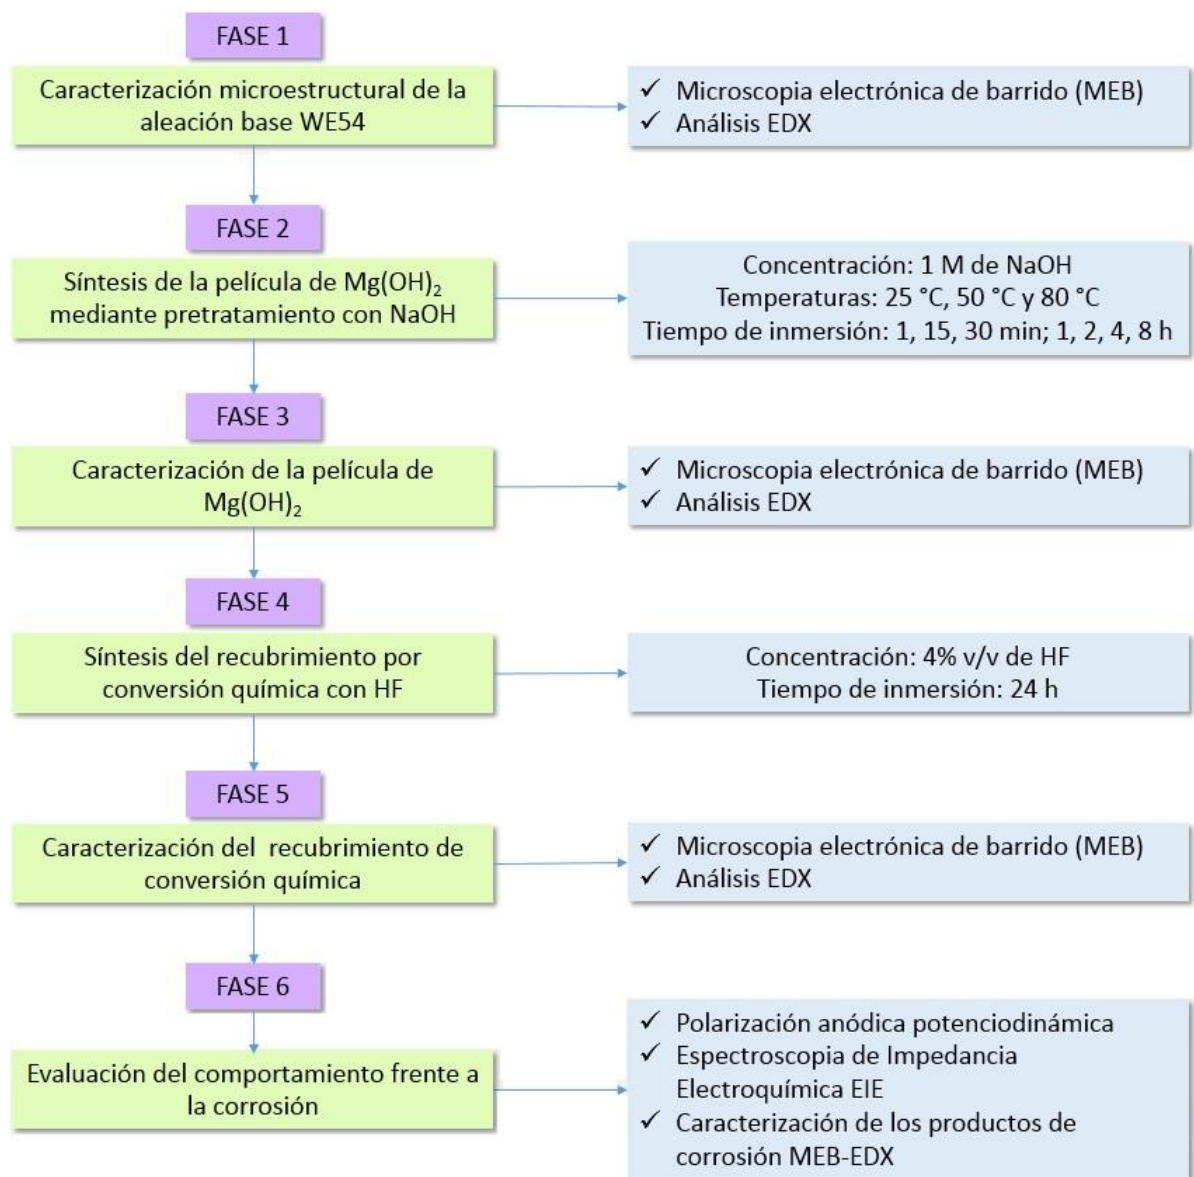 FASE 1
Caracterización microestructural de la
aleación base WE54
✓ Microscopia electrónica de barrido (MEB)
✓ Análisis EDX
FASE 2
Síntesis de la película de Mg(OH)₂
mediante pretratamiento con NaOH
Concentración: 1 M de NaOH
Temperaturas: 25 °C, 50 °C y 80 °C
Tiempo de inmersión: 1, 15, 30 min; 1, 2, 4, 8 h
FASE 3
Caracterización de la película de
Mg(OH)₂
✓ Microscopia electrónica de barrido (MEB)
✓ Análisis EDX
FASE 4
Síntesis del recubrimiento por
conversión química con HF
Concentración: 4% v/v de HF
Tiempo de inmersión: 24 h
FASE 5
Caracterización del recubrimiento de
conversión química
✓ Microscopia electrónica de barrido (MEB)
✓ Análisis EDX
FASE 6
Evaluación del comportamiento frente a
la corrosión
✓ Polarización anódica potenciodinámica
✓ Espectroscopia de Impedancia
Electroquímica EIE
✓ Caracterización de los productos de
corrosión MEB-EDX